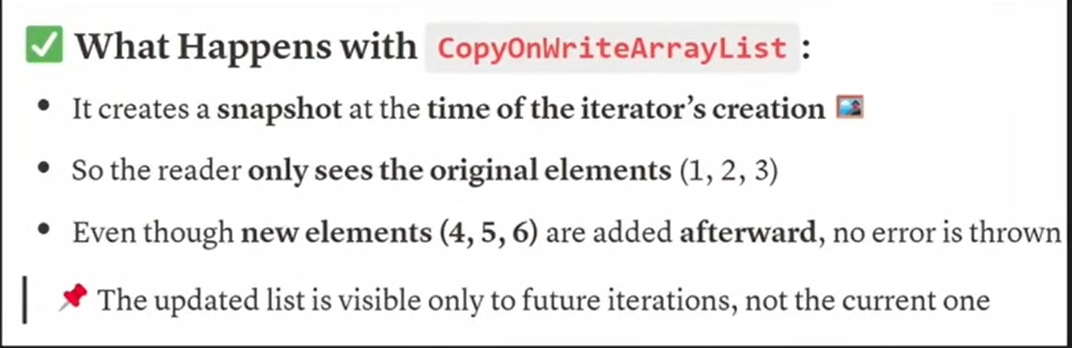 ✅ What Happens with CopyOnWriteArrayList :
• It creates a snapshot at the time of the iterator’s creation 🖼️
• So the reader only sees the original elements (1, 2, 3)
• Even though new elements (4, 5, 6) are added afterward, no error is thrown
📌 The updated list is visible only to future iterations, not the current one